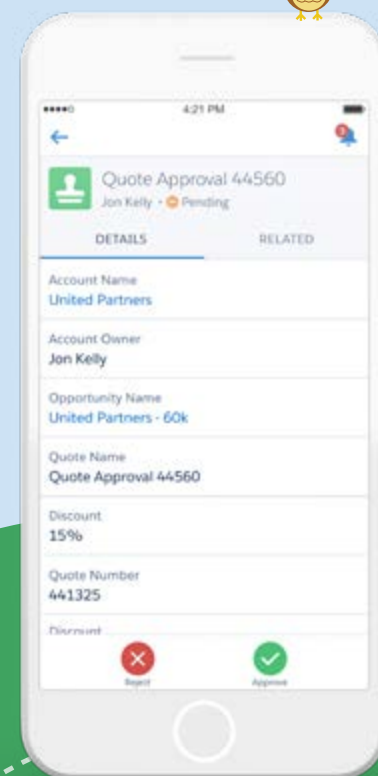 4:21 PM
Quote Approval 44560
Jon Kelly • Pending
DETAILS RELATED
Account Name
United Partners
Account Owner
Jon Kelly
Opportunity Name
United Partners - 60k
Quote Name
Quote Approval 44560
Discount
15%
Quote Number
441325
Discount
Reject Approve